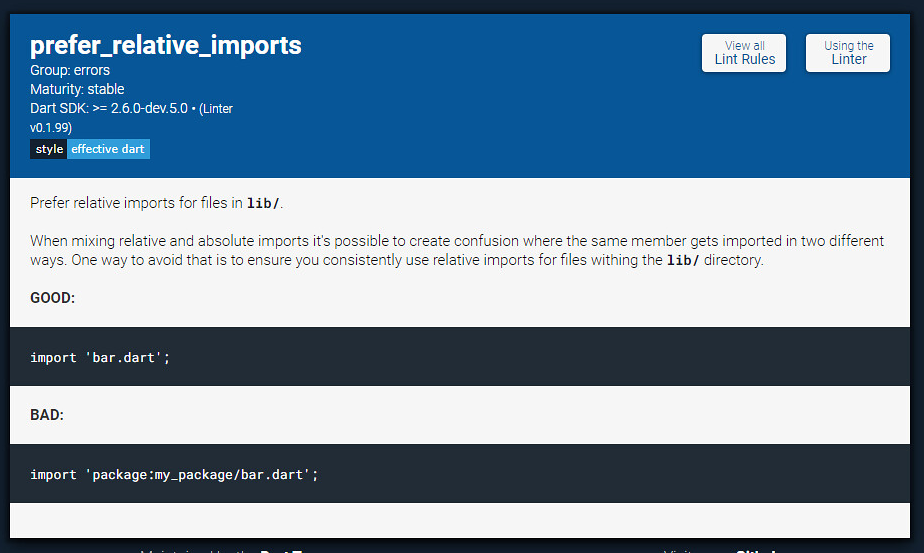 prefer_relative_imports
Group: errors
Maturity: stable
Dart SDK: >= 2.6.0-dev.5.0 • (Linter
v0.1.99)
style effective dart
View all
Lint Rules
Using the
Linter
Prefer relative imports for files in lib/.
When mixing relative and absolute imports it's possible to create confusion where the same member gets imported in two different
ways. One way to avoid that is to ensure you consistently use relative imports for files withing the lib/ directory.
GOOD:
import 'bar.dart';
BAD:
import 'package:my_package/bar.dart';